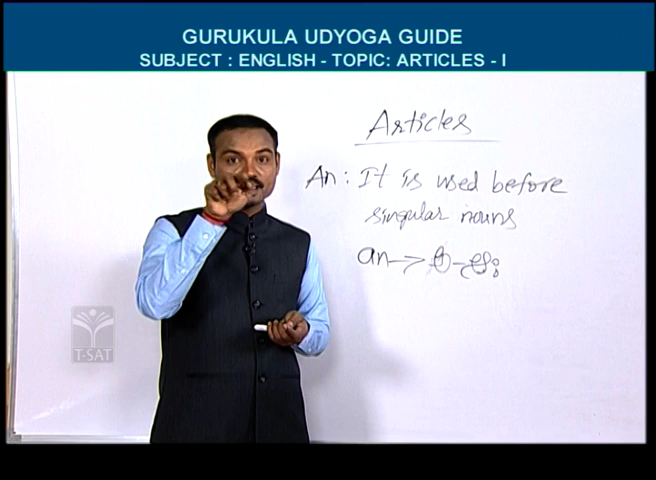 GURUKULA UDYOGA GUIDE
SUBJECT : ENGLISH - TOPIC: ARTICLES - I
Articles
An : It is used before
singular nouns
an → అ - అః
T-SAT